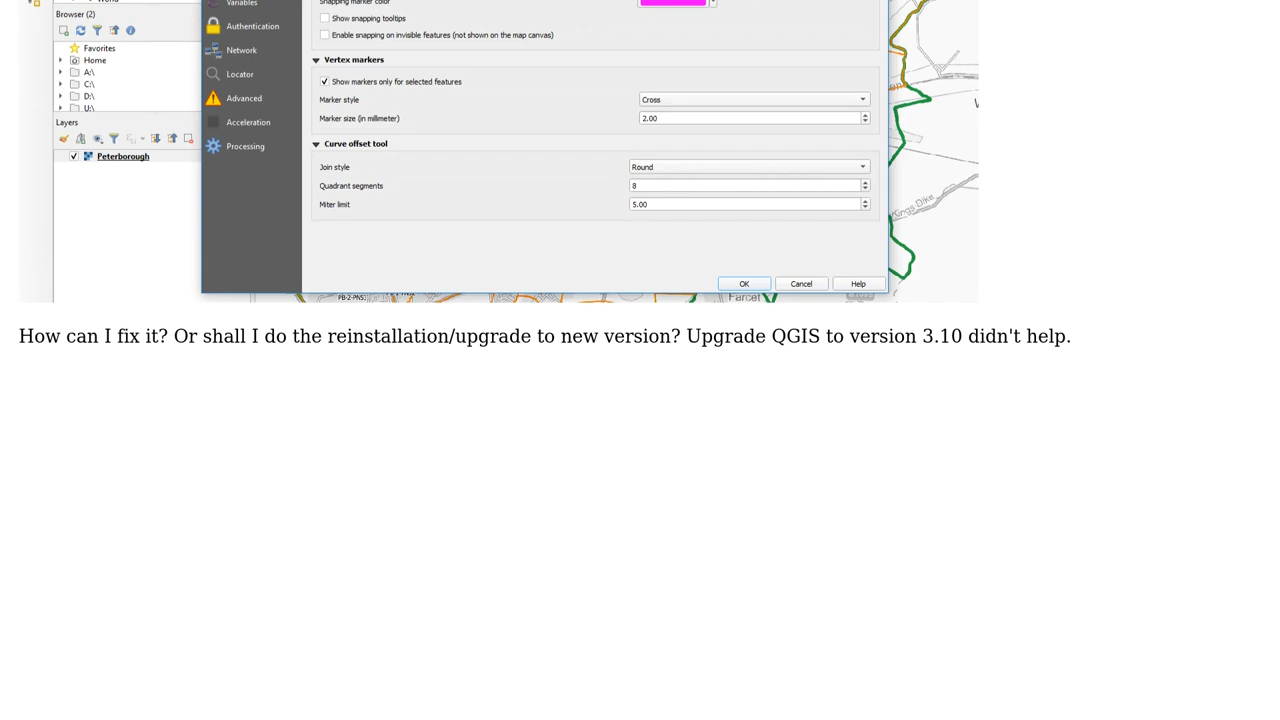 Variables
Snapping marker color
Browser (2)
Show snapping tooltips
Authentication
Enable snapping on invisible features (not shown on the map canvas)
Favorites
Network
Vertex markers
Home
A:\
Locator
Show markers only for selected features
C:\
D:\
Advanced
Marker style
Cross
U:\
Layers
Acceleration
Marker size (in millimeter)
2.00
Curve offset tool
Processing
Peterborough
Join style
Round
Quadrant segments
8
Miter limit
5.00
Kings Dike
OK
Cancel
Help
Farcet
How can I fix it? Or shall I do the reinstallation/upgrade to new version? Upgrade QGIS to version 3.10 didn't help.